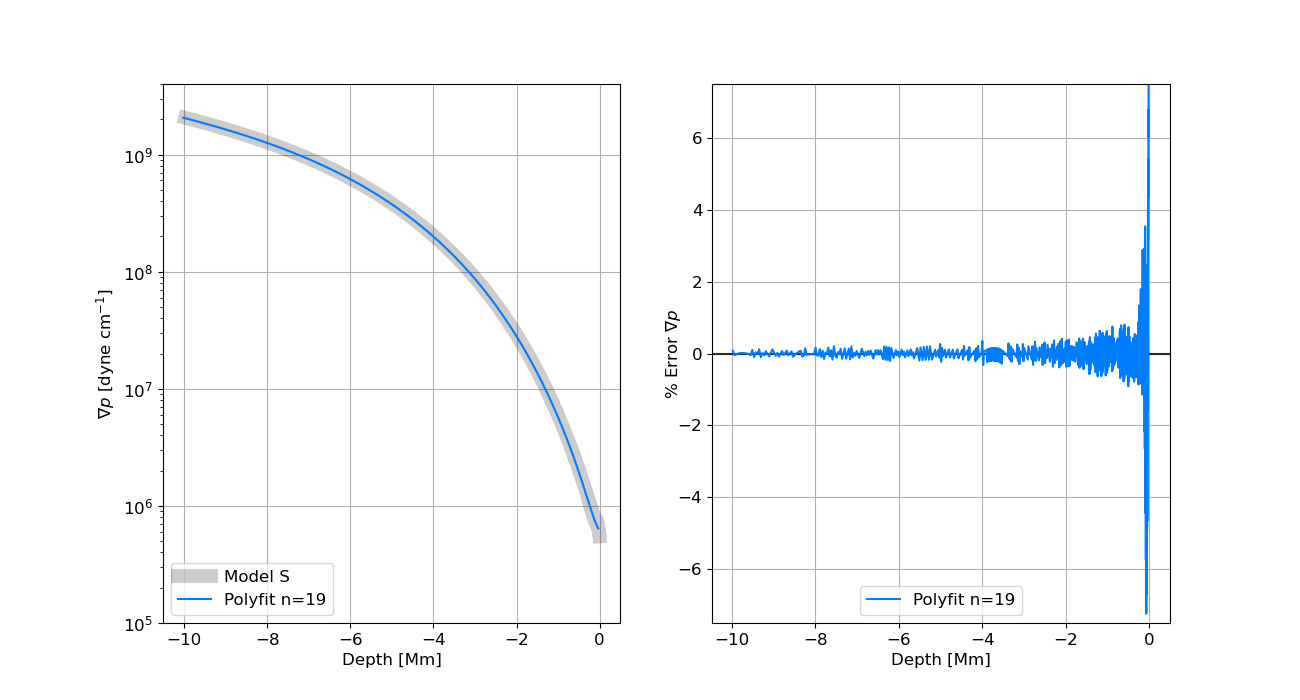 ∇p [dyne cm⁻¹]
10⁹
10⁸
10⁷
10⁶
10⁵
Model S
Polyfit n=19
−10 −8 −6 −4 −2 0
Depth [Mm]
% Error ∇p
6
4
2
0
−2
−4
−6
Polyfit n=19
−10 −8 −6 −4 −2 0
Depth [Mm]